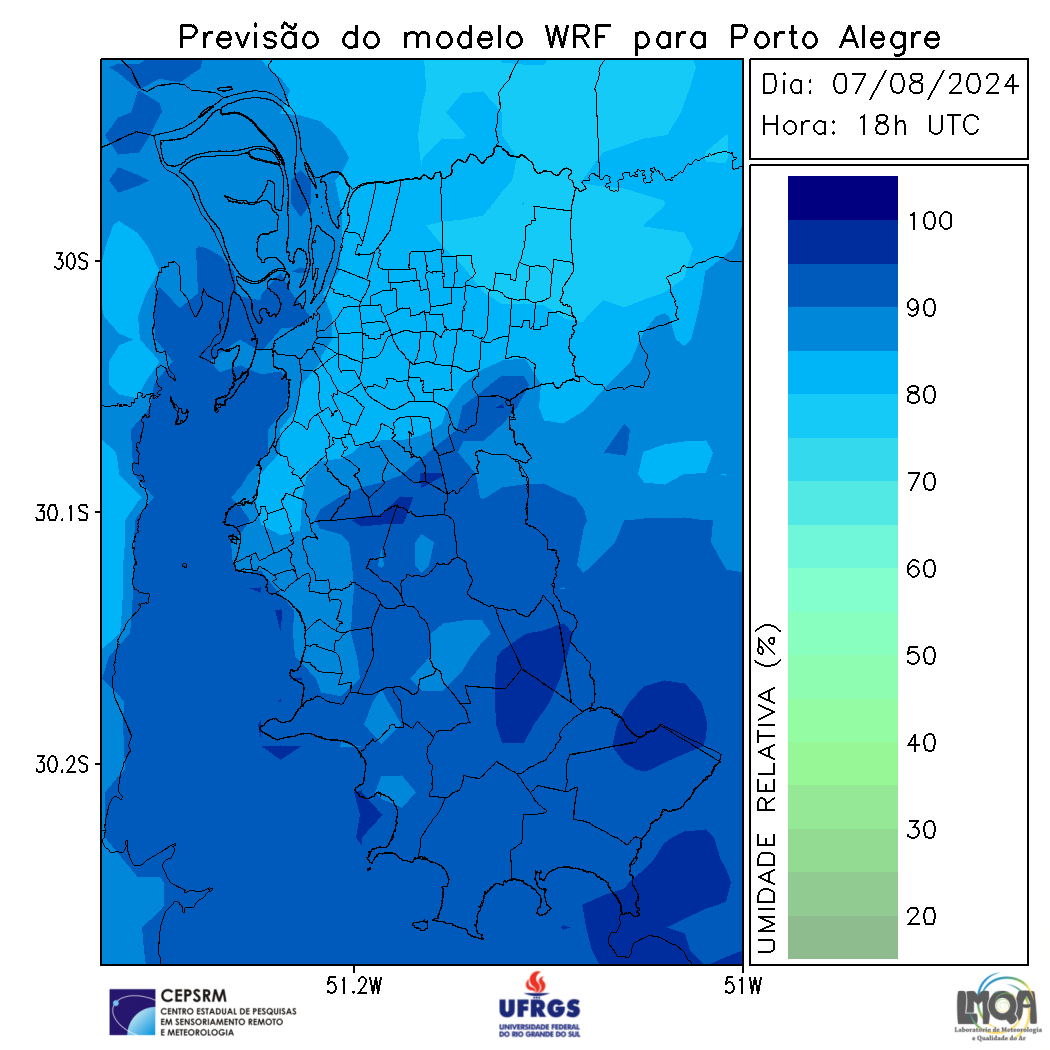 Previsão do modelo WRF para Porto Alegre
Dia: 07/08/2024
Hora: 18h UTC
30S
30.1S
30.2S
51.2W
51W
100
90
80
70
60
50
40
30
20
UMIDADE RELATIVA (%)
CEPSRM
CENTRO ESTADUAL DE PESQUISAS
EM SENSORIAMENTO REMOTO
E METEOROLOGIA
UFRGS
UNIVERSIDADE FEDERAL
DO RIO GRANDE DO SUL
LMQA
Laboratório de Meteorologia
e Qualidade do Ar